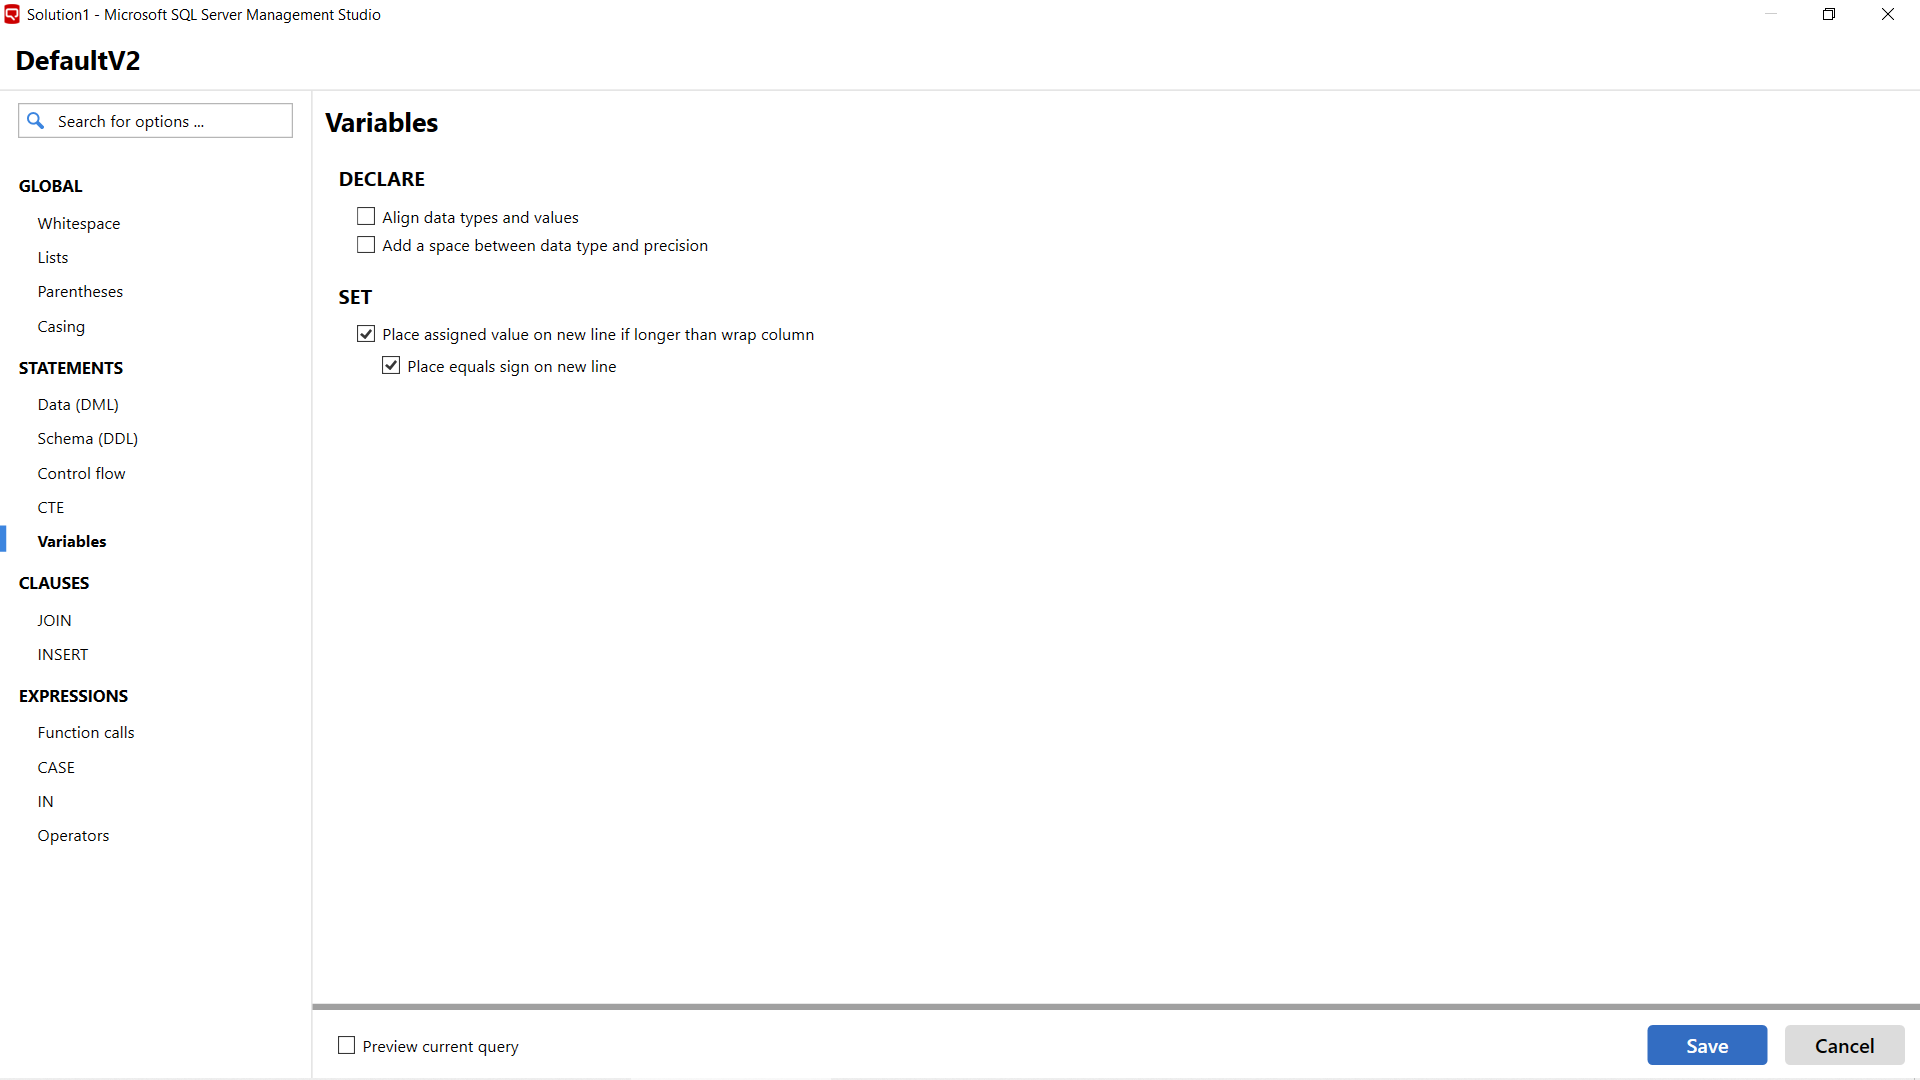 Solution1 - Microsoft SQL Server Management Studio
DefaultV2
Search for options ...
GLOBAL
Whitespace
Lists
Parentheses
Casing
STATEMENTS
Data (DML)
Schema (DDL)
Control flow
CTE
Variables
CLAUSES
JOIN
INSERT
EXPRESSIONS
Function calls
CASE
IN
Operators
Variables
DECLARE
Align data types and values
Add a space between data type and precision
SET
Place assigned value on new line if longer than wrap column
Place equals sign on new line
Preview current query
Save
Cancel